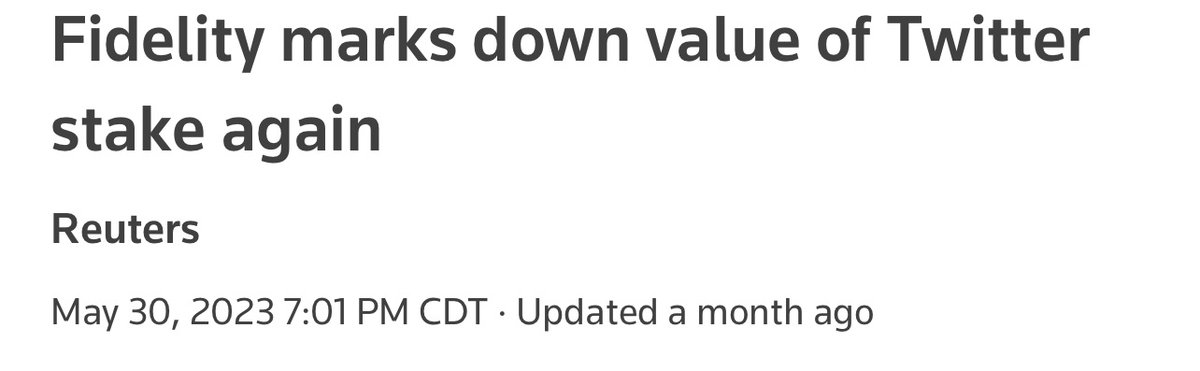 Fidelity marks down value of Twitter
stake again
Reuters
May 30, 2023 7:01 PM CDT · Updated a month ago